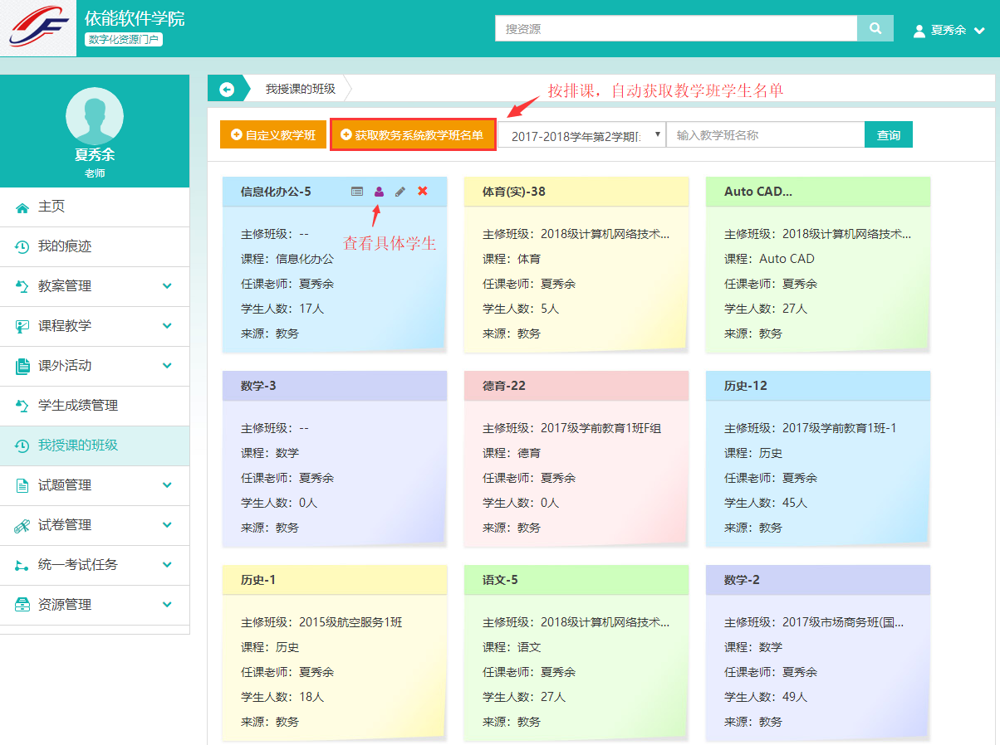 依能软件学院
数字化资源门户
搜资源
夏秀余
夏秀余
老师
主页
我的痕迹
教案管理
课程教学
课外活动
学生成绩管理
我授课的班级
试题管理
试卷管理
统一考试任务
资源管理
我授课的班级
按排课，自动获取教学班学生名单
自定义教学班
获取教务系统教学班名单
2017-2018学年第2学期[
输入教学班名称
查询
信息化办公-5
查看具体学生
主修班级：--
课程：信息化办公
任课老师：夏秀余
学生人数：17人
来源：教务
体育(实)-38
主修班级：2018级计算机网络技术...
课程：体育
任课老师：夏秀余
学生人数：5人
来源：教务
Auto CAD...
主修班级：2018级计算机网络技术...
课程：Auto CAD
任课老师：夏秀余
学生人数：27人
来源：教务
数学-3
主修班级：--
课程：数学
任课老师：夏秀余
学生人数：0人
来源：教务
德育-22
主修班级：2017级学前教育1班F组
课程：德育
任课老师：夏秀余
学生人数：0人
来源：教务
历史-12
主修班级：2017级学前教育1班-1
课程：历史
任课老师：夏秀余
学生人数：45人
来源：教务
历史-1
主修班级：2015级航空服务1班
课程：历史
任课老师：夏秀余
学生人数：18人
来源：教务
语文-5
主修班级：2018级计算机网络技术...
课程：语文
任课老师：夏秀余
学生人数：27人
来源：教务
数学-2
主修班级：2017级市场商务班(国...
课程：数学
任课老师：夏秀余
学生人数：49人
来源：教务